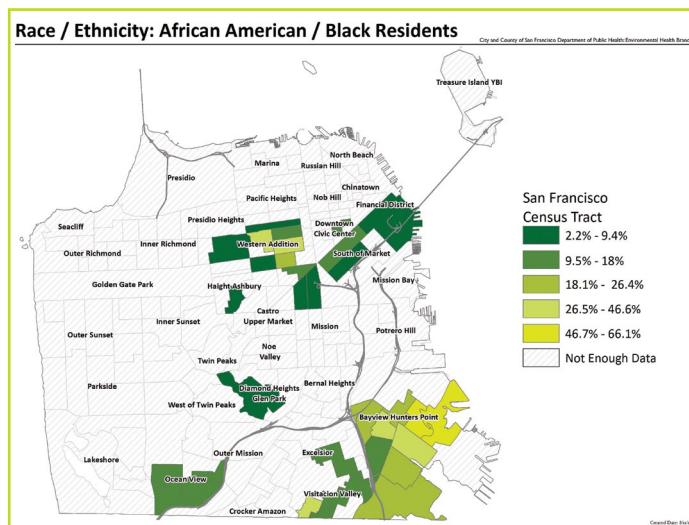 Race / Ethnicity: African American / Black Residents
City and County of San Francisco Department of Public Health:Environmental Health Branch
Treasure Island YBI
North Beach
Marina
Russian Hill
Presidio
Chinatown
Pacific Heights
Nob Hill
Financial District
Presidio Heights
Downtown
Civic Center
Seacliff
Inner Richmond
Western Addition
Outer Richmond
South of Market
Mission Bay
Golden Gate Park
Haight Ashbury
Castro
Upper Market
Inner Sunset
Mission
Potrero Hill
Outer Sunset
Noe
Valley
Twin Peaks
Bernal Heights
Parkside
Diamond Heights
Glen Park
West of Twin Peaks
Bayview Hunters Point
Outer Mission
Excelsior
Lakeshore
Ocean View
Visitacion Valley
Crocker Amazon
San Francisco
Census Tract
2.2% - 9.4%
9.5% - 18%
18.1% - 26.4%
26.5% - 46.6%
46.7% - 66.1%
Not Enough Data